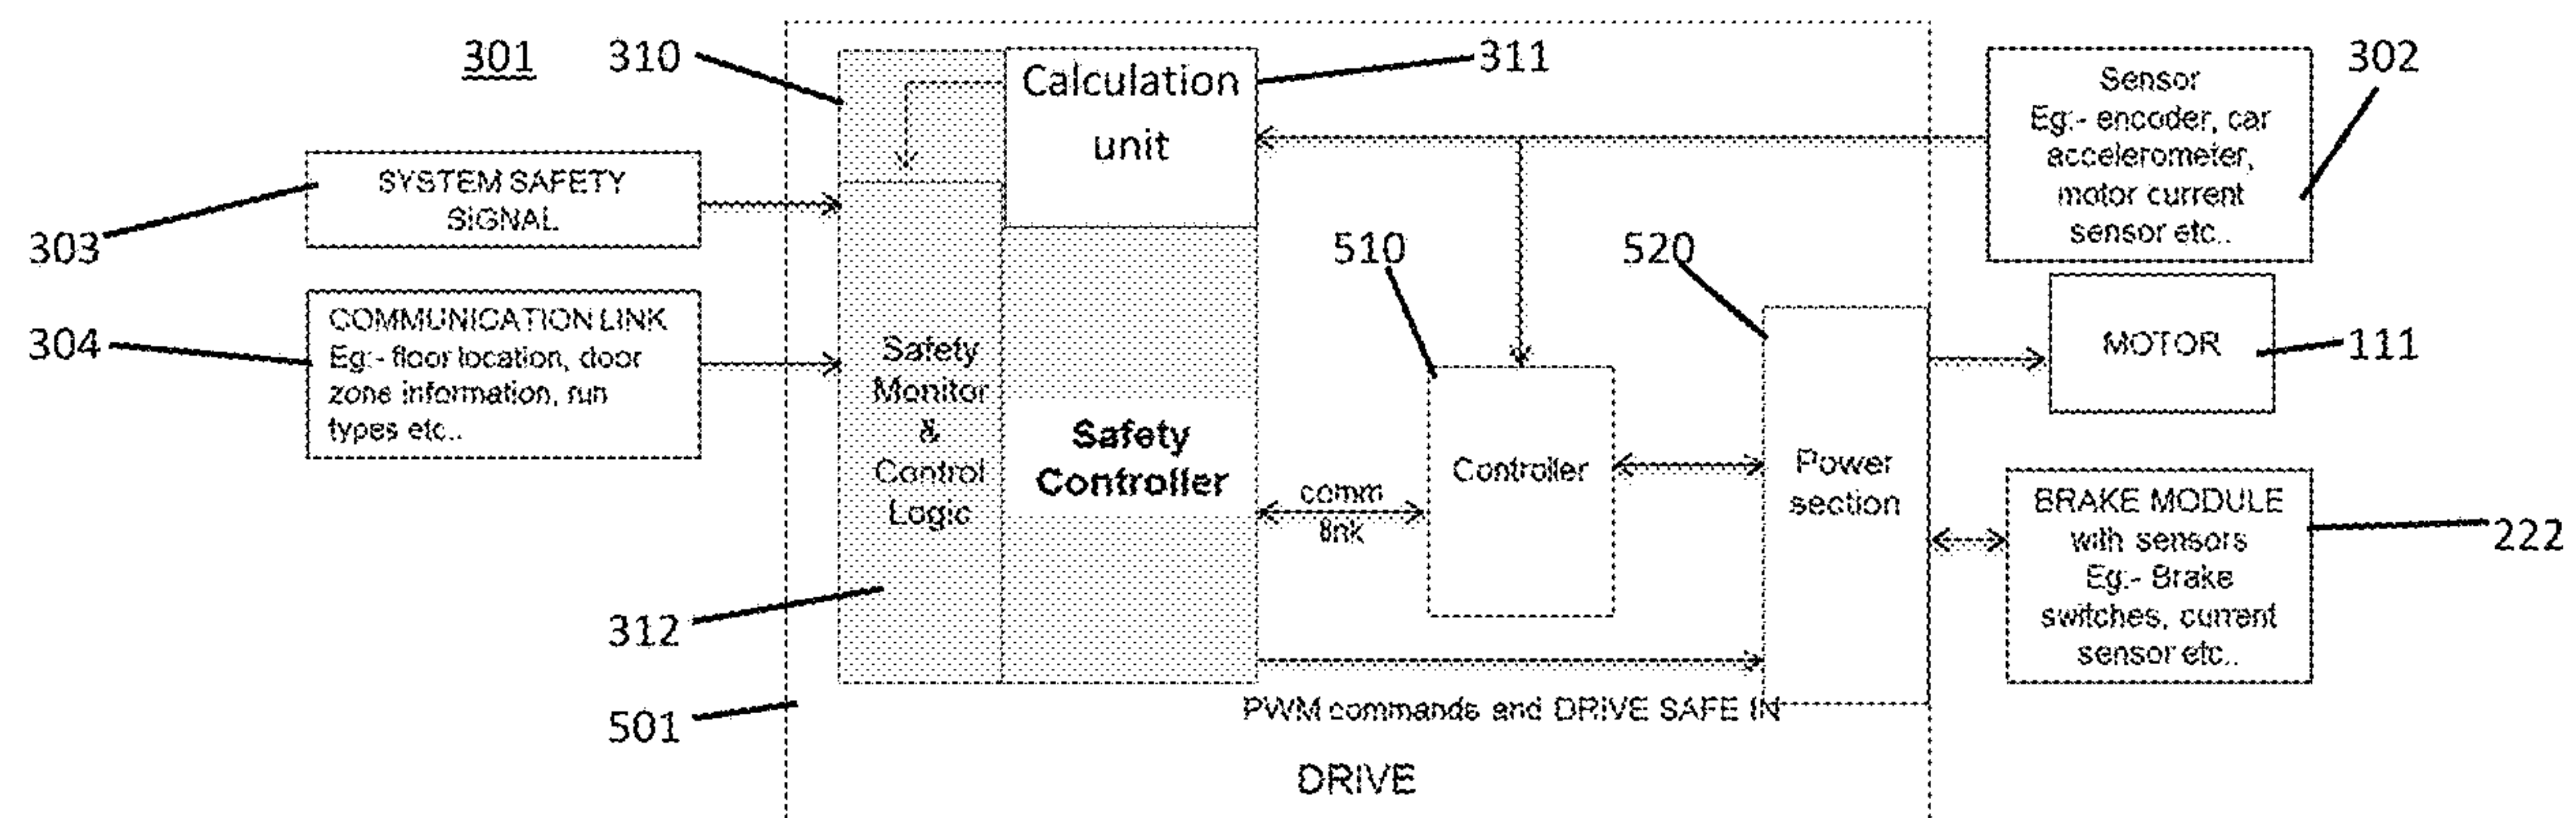 301
310
Calculation
unit
311
Sensor
Eg:- encoder, car
accelerometer,
motor current
sensor etc..
302
303
SYSTEM SAFETY
SIGNAL
304
COMMUNICATION LINK
Eg:- floor location, door
zone information, run
types etc..
Safety
Monitor
&
Control
Logic
Safety
Controller
312
501
comm
link
510
Controller
520
Power
section
MOTOR
111
BRAKE MODULE
with sensors
Eg:- Brake
switches, current
sensor etc..
222
PWM commands and DRIVE SAFE IN
DRIVE